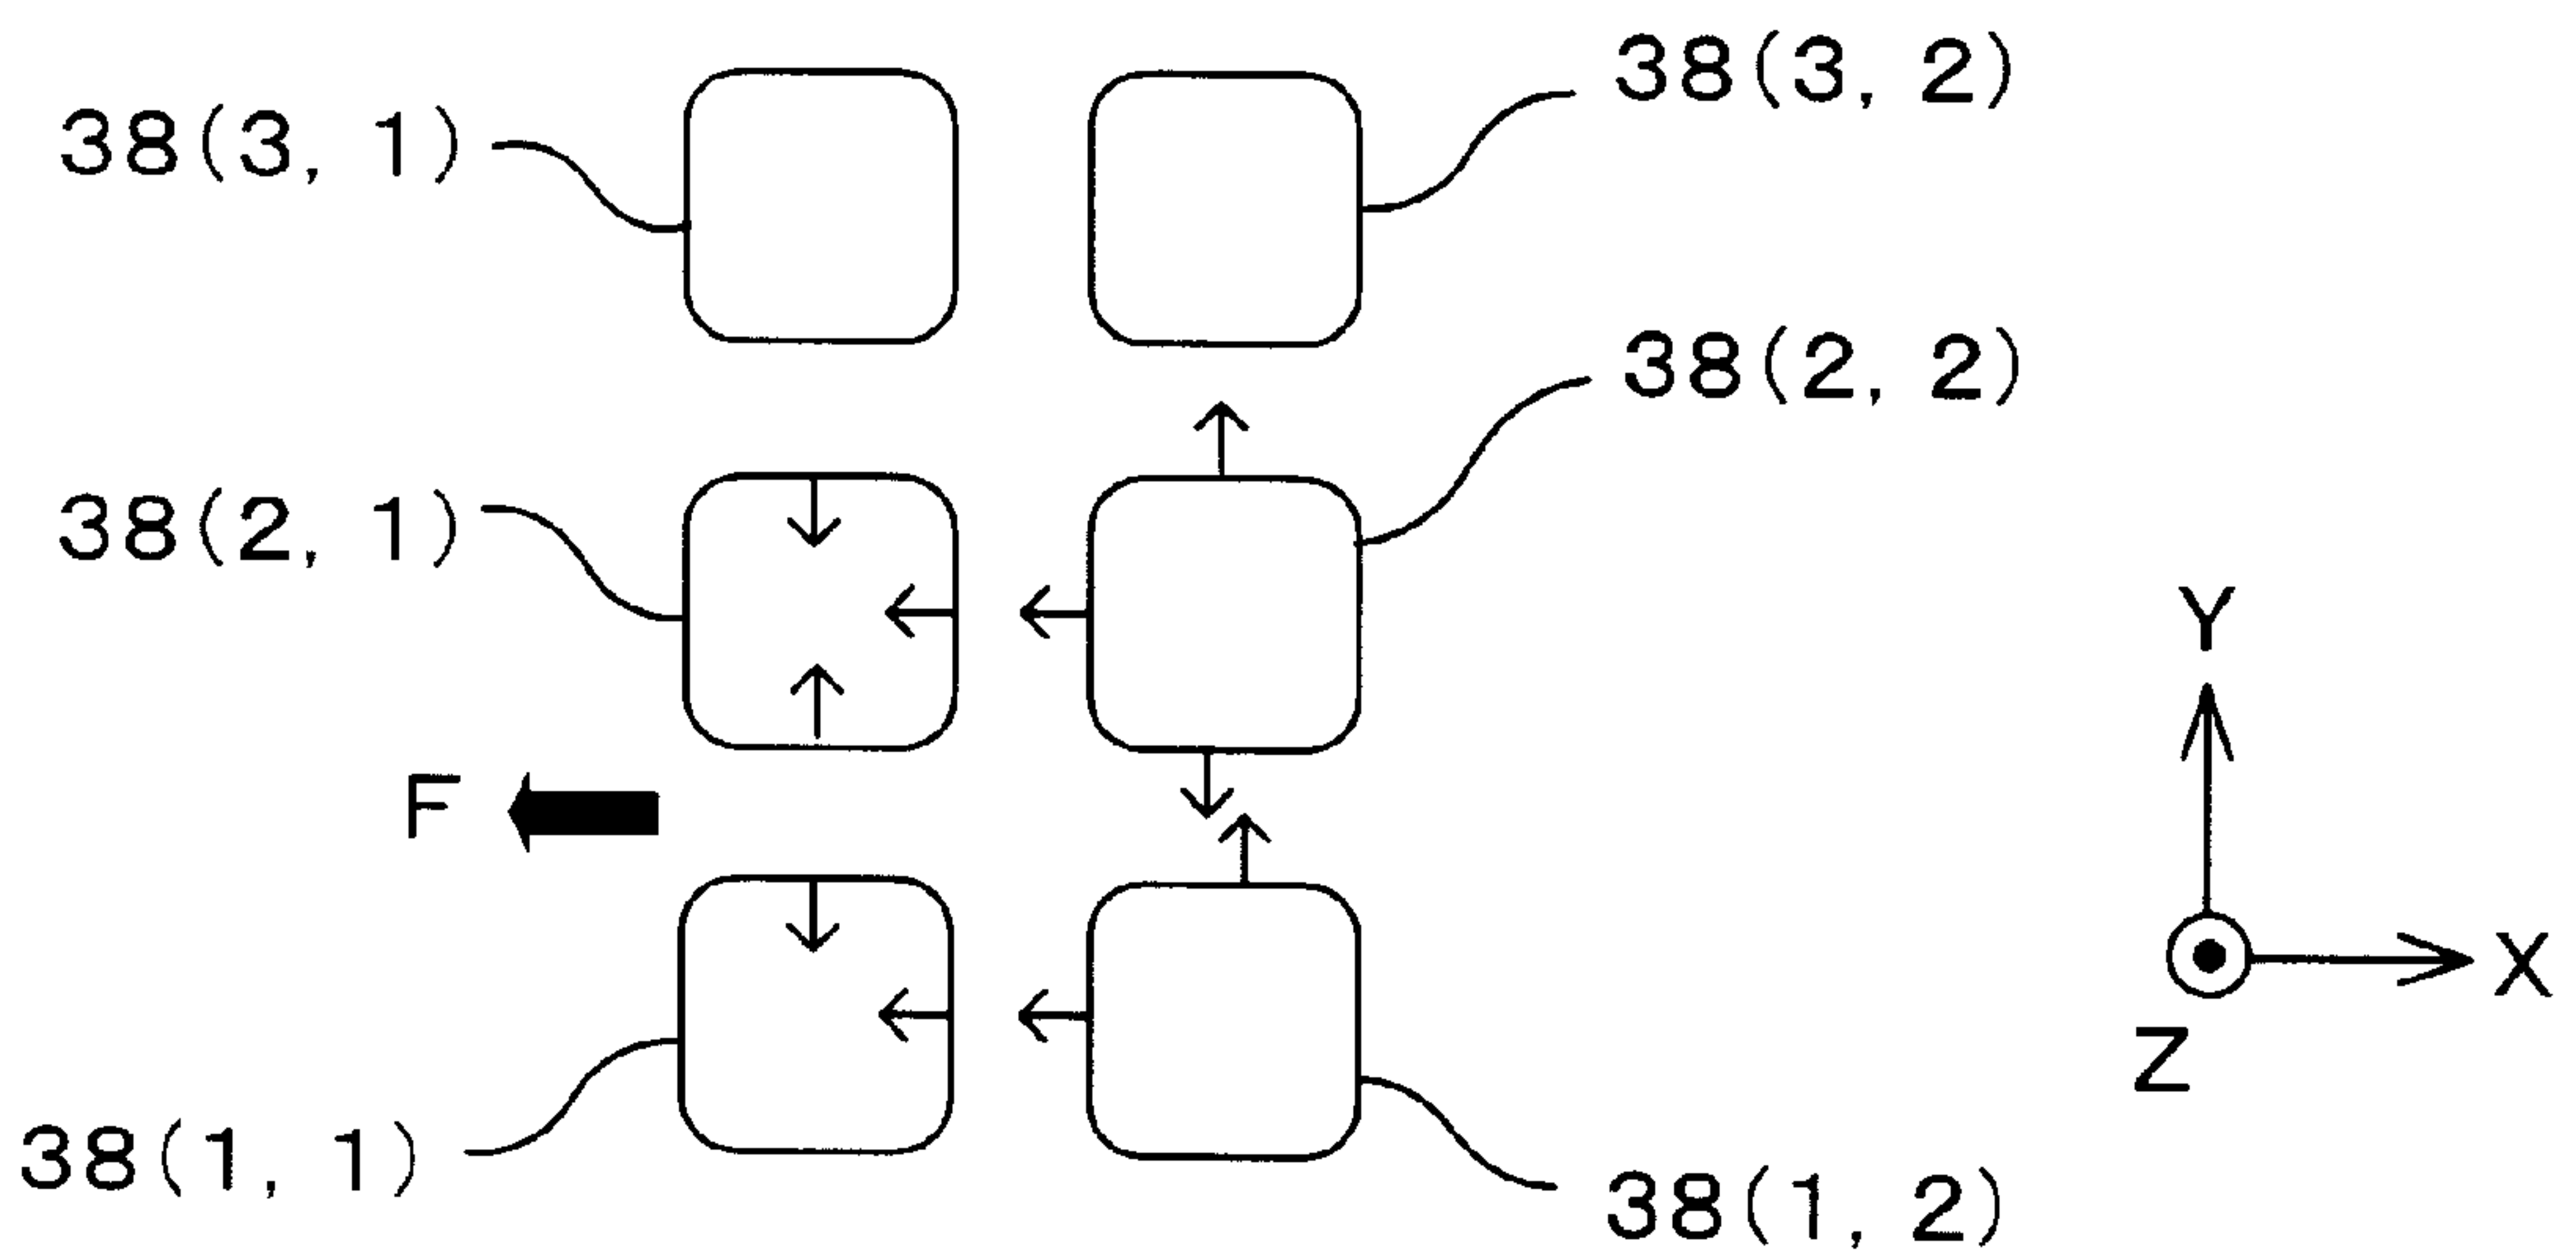 38(3, 2)
38(3, 1)
38(2, 2)
38(2, 1)
Y
F
X
Z
38(1, 1)
38(1, 2)